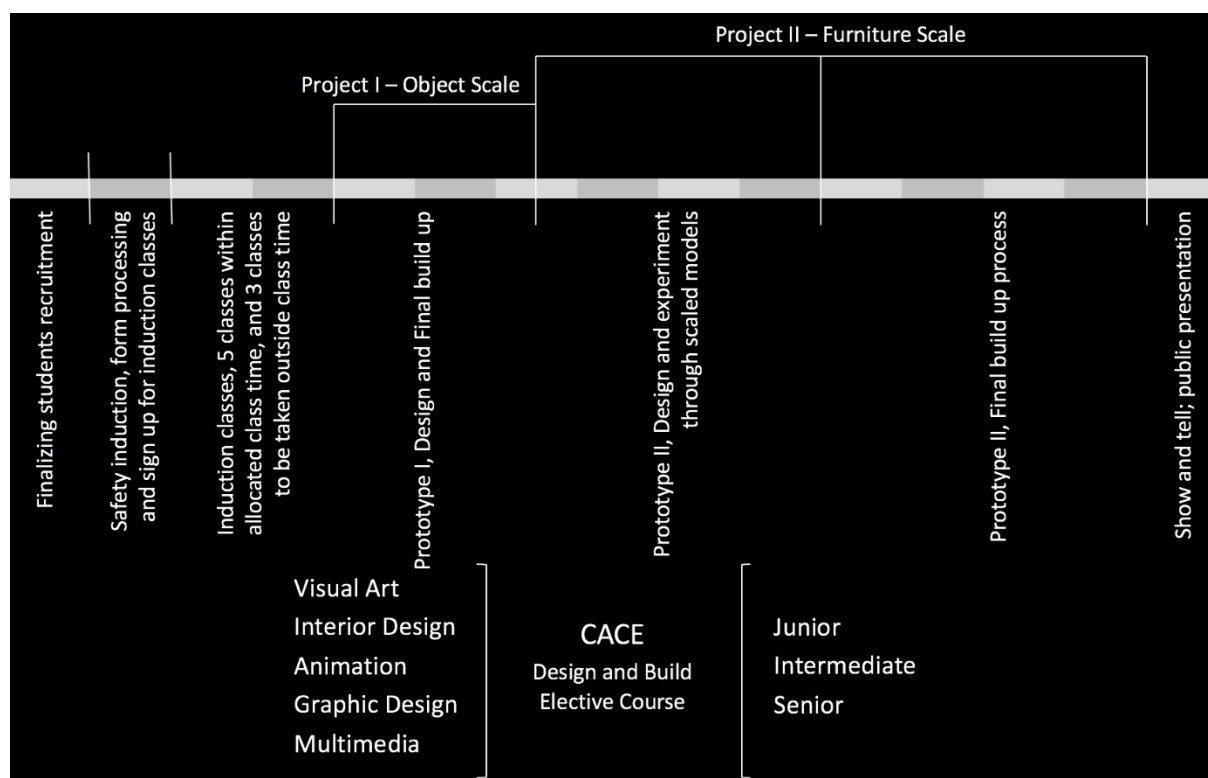 Project II – Furniture Scale
Project I – Object Scale
Finalizing students recruitment
Safety induction, form processing
and sign up for induction classes
Induction classes, 5 classes within
allocated class time, and 3 classes
to be taken outside class time
Prototype I, Design and Final build up
Prototype II, Design and experiment
through scaled models
Prototype II, Final build up process
Show and tell; public presentation
Visual Art
Interior Design
Animation
Graphic Design
Multimedia
CACE
Design and Build
Elective Course
Junior
Intermediate
Senior